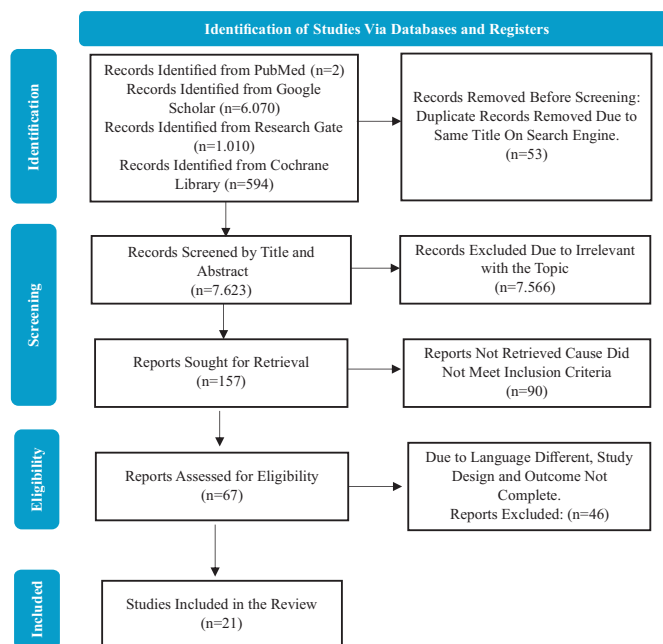 Identification of Studies Via Databases and Registers
Identification
Records Identified from PubMed (n=2)
Records Identified from Google
Scholar (n=6.070)
Records Identified from Research Gate
(n=1.010)
Records Identified from Cochrane
Library (n=594)
Records Removed Before Screening:
Duplicate Records Removed Due to
Same Title On Search Engine.
(n=53)
Screening
Records Screened by Title and
Abstract
(n=7.623)
Records Excluded Due to Irrelevant
with the Topic
(n=7.566)
Reports Sought for Retrieval
(n=157)
Reports Not Retrieved Cause Did
Not Meet Inclusion Criteria
(n=90)
Eligibility
Reports Assessed for Eligibility
(n=67)
Due to Language Different, Study
Design and Outcome Not
Complete.
Reports Excluded: (n=46)
Included
Studies Included in the Review
(n=21)